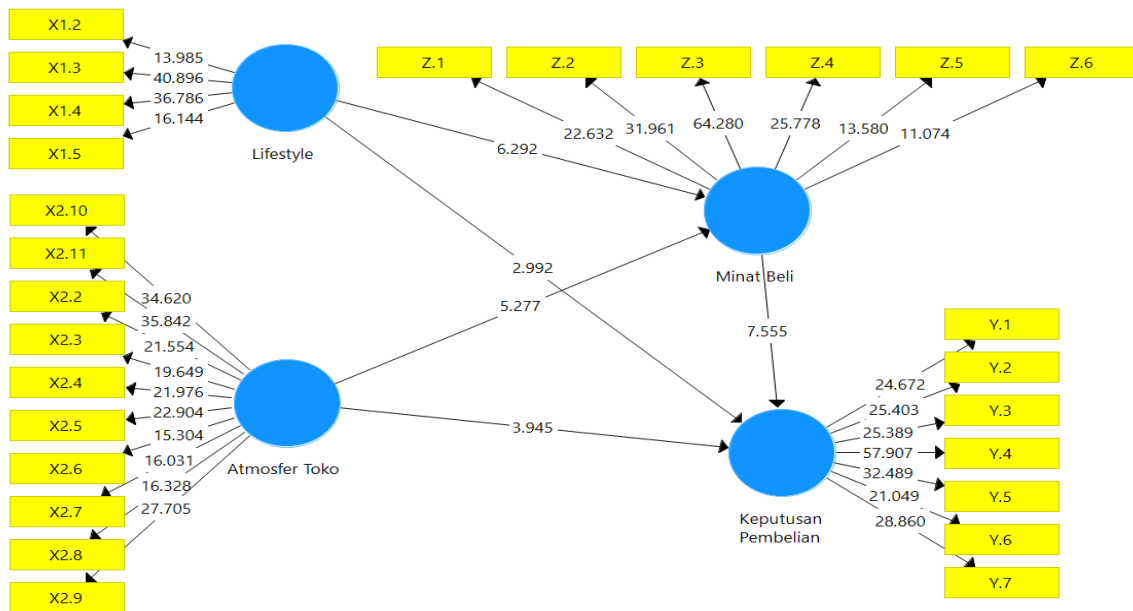 X1.2
X1.3
X1.4
X1.5
13.985
40.896
36.786
16.144
Lifestyle
Z.1
Z.2
Z.3
Z.4
Z.5
Z.6
22.632
31.961
64.280
25.778
13.580
11.074
6.292
Minat Beli
2.992
5.277
7.555
X2.10
X2.11
X2.2
X2.3
X2.4
X2.5
X2.6
X2.7
X2.8
X2.9
34.620
35.842
21.554
19.649
21.976
22.904
15.304
16.031
16.328
27.705
Atmosfer Toko
3.945
Keputusan
Pembelian
24.672
25.403
25.389
57.907
32.489
21.049
28.860
Y.1
Y.2
Y.3
Y.4
Y.5
Y.6
Y.7